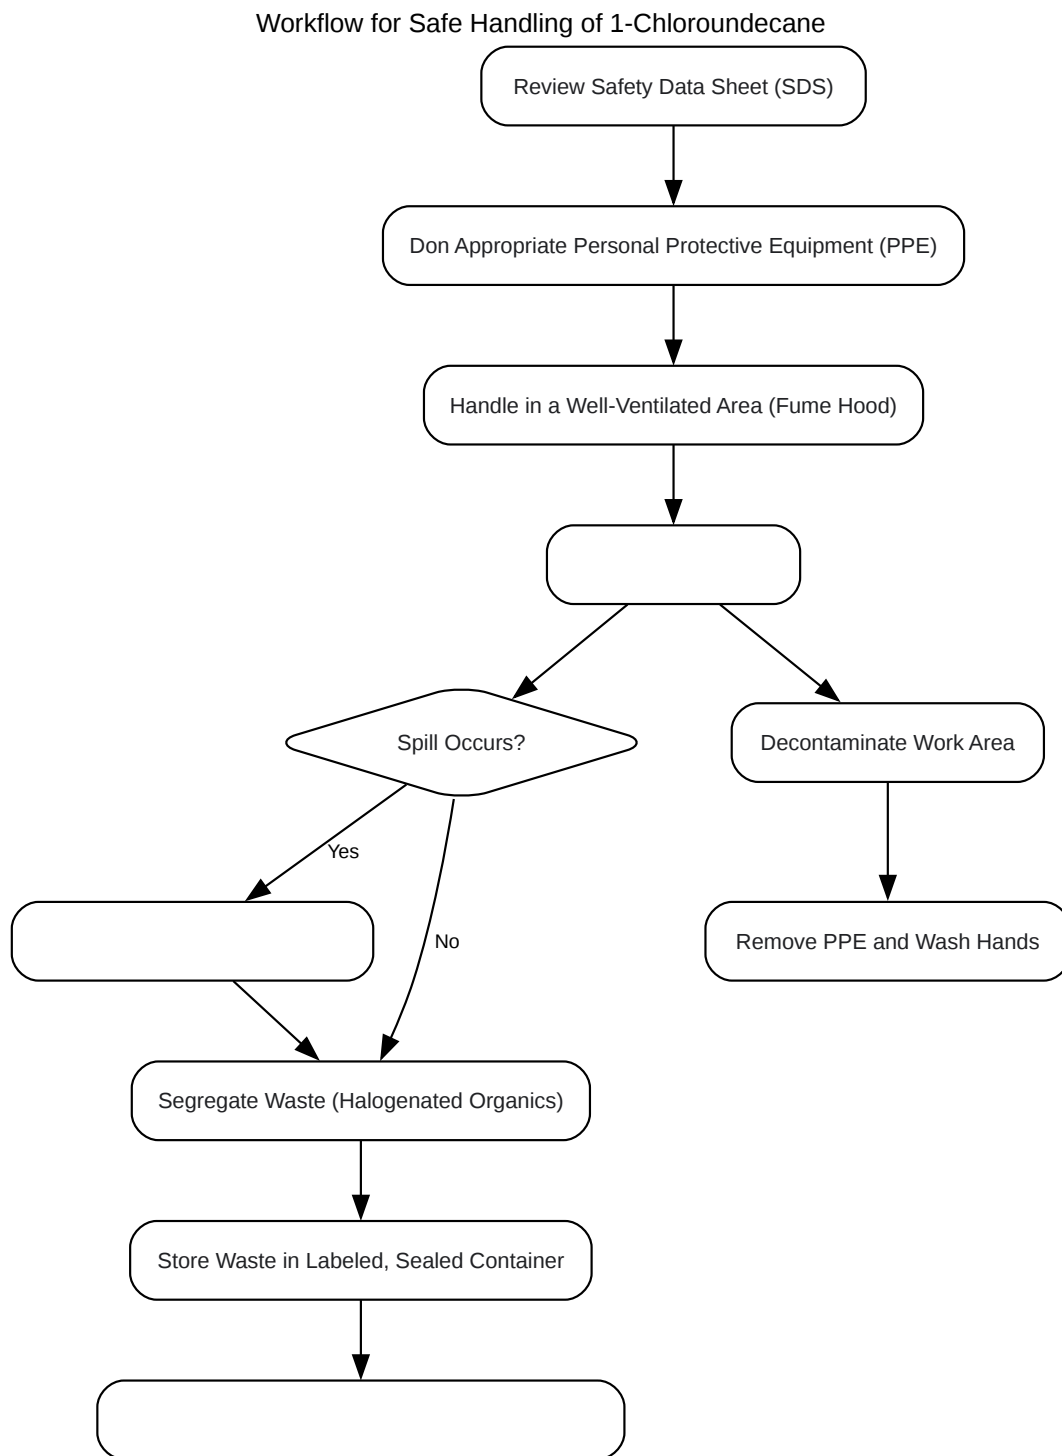 Workflow for Safe Handling of 1-Chloroundecane
Review Safety Data Sheet (SDS)
Don Appropriate Personal Protective Equipment (PPE)
Handle in a Well-Ventilated Area (Fume Hood)
Spill Occurs?
Decontaminate Work Area
Yes
No
Remove PPE and Wash Hands
Segregate Waste (Halogenated Organics)
Store Waste in Labeled, Sealed Container